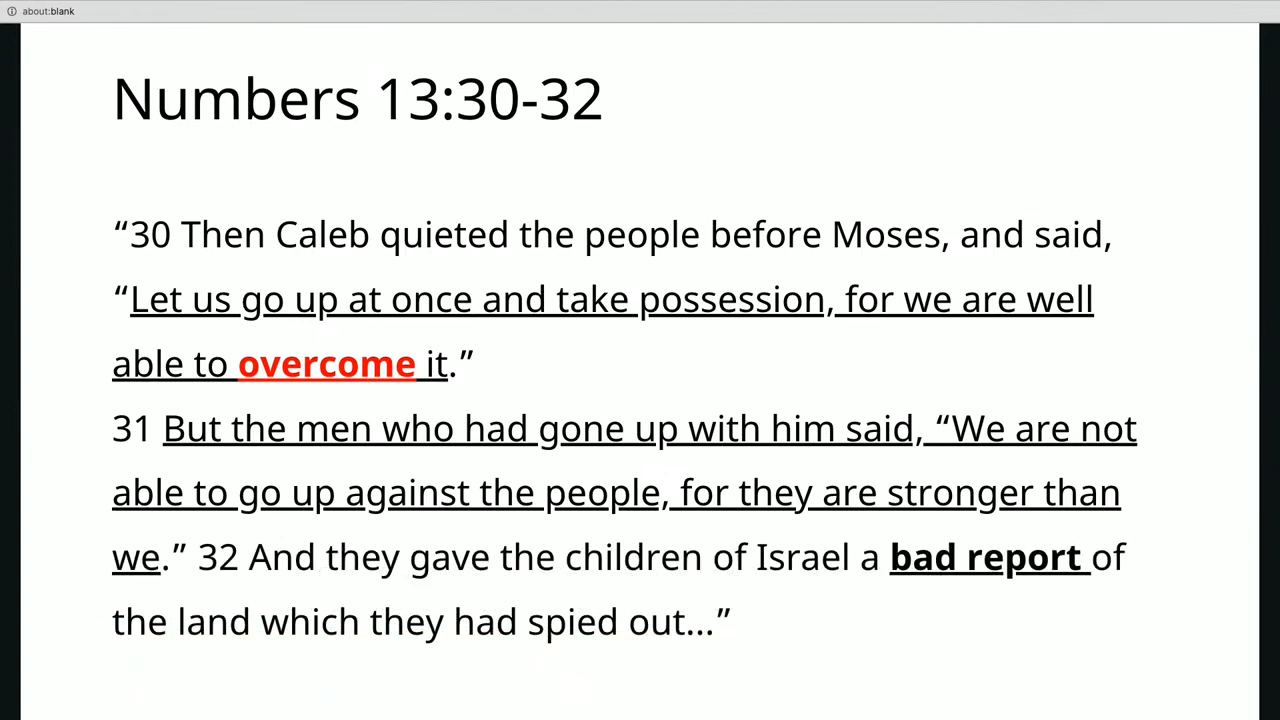 about:blank
Numbers 13:30-32
“30 Then Caleb quieted the people before Moses, and said,
“Let us go up at once and take possession, for we are well
able to overcome it.”
31 But the men who had gone up with him said, “We are not
able to go up against the people, for they are stronger than
we.” 32 And they gave the children of Israel a bad report of
the land which they had spied out...”